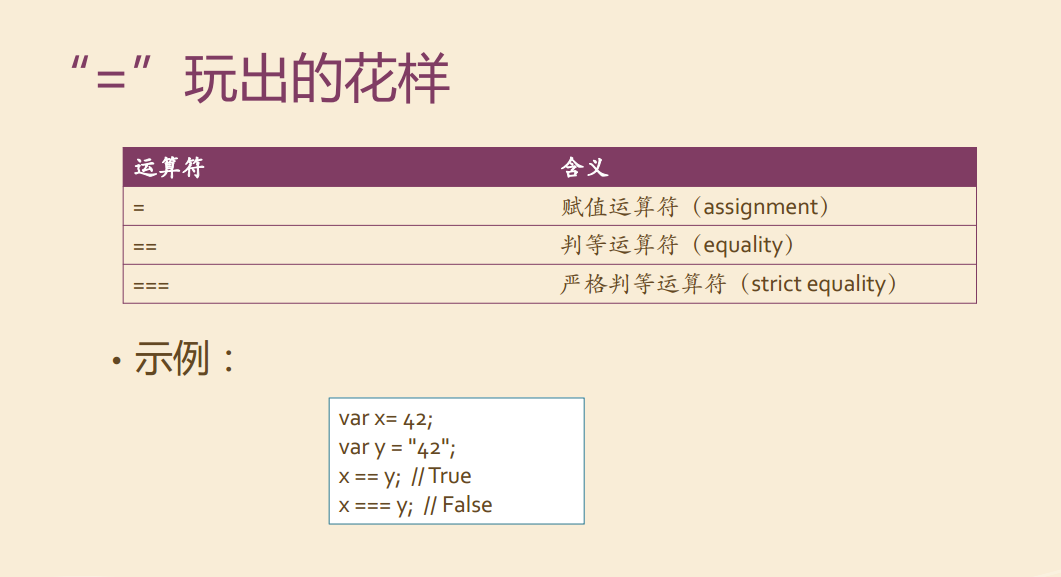 “=”玩出的花样
运算符 含义
= 赋值运算符（assignment）
== 判等运算符（equality）
=== 严格判等运算符（strict equality）
• 示例：
var x= 42;
var y = "42";
x == y; // True
x === y; // False